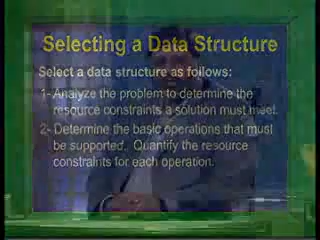 Selecting a Data Structure
Select a data structure as follows:
1- Analyze the problem to determine the
resource constraints a solution must meet.
2- Determine the basic operations that must
be supported. Quantify the resource
constraints for each operation.